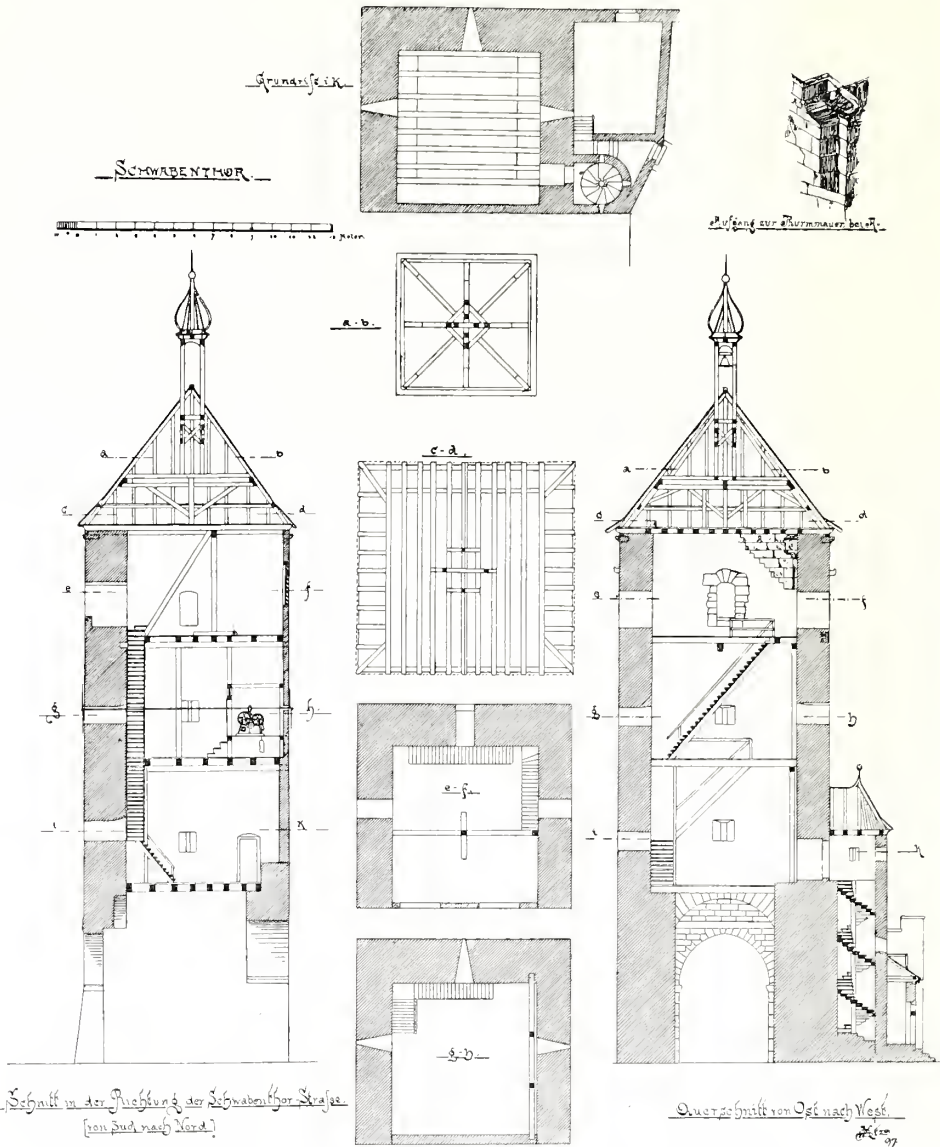 Grundriss i. K.
SCHWABENTHOR.
Meter.
Aufgang zur Thurmmauer bei
a - b.
a
b
c - d.
a
b
c
d
c
d
e
f
e
f
e - f.
g
h
g
h
i
K
i
K
g - h.
Schnitt in der Richtung der Schwabenthor-Strasse.
[von Süd nach Nord]
Querschnitt von Ost nach West.
97